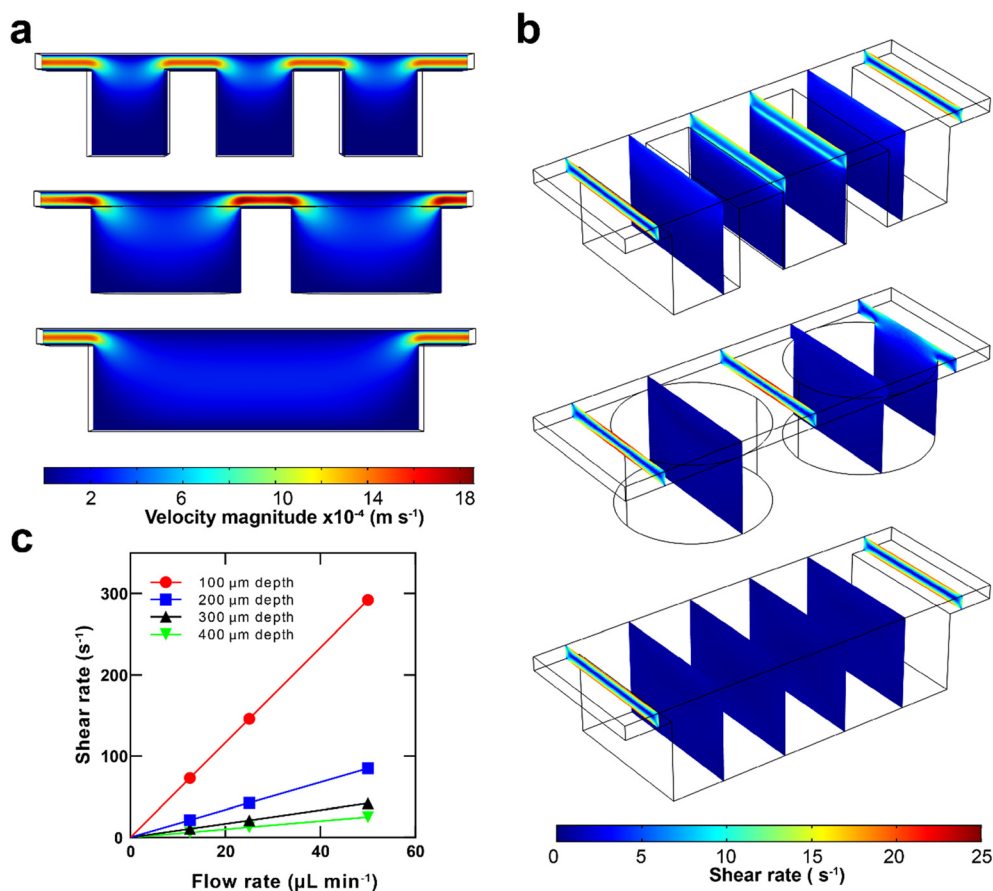 a
b
2
6
10
14
18
Velocity magnitude x10⁻⁴ (m s⁻¹)
c
100 µm depth
200 µm depth
300 µm depth
400 µm depth
300
200
100
0
Shear rate (s⁻¹)
0
20
40
60
Flow rate (µL min⁻¹)
0
5
10
15
20
25
Shear rate ( s⁻¹)